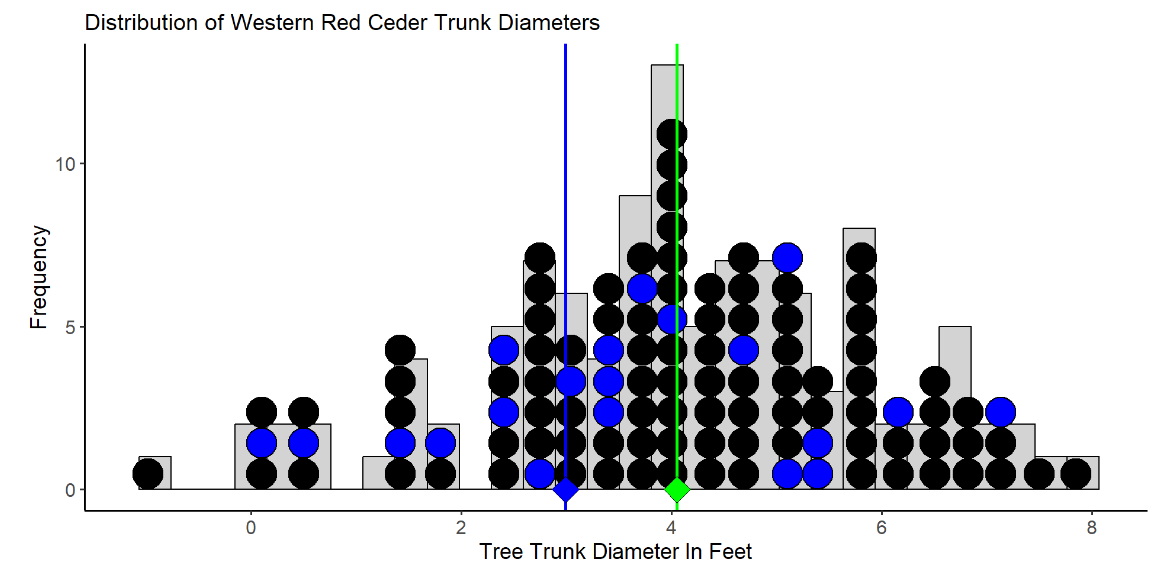 Distribution of Western Red Ceder Trunk Diameters
Frequency
10
5
0
0 2 4 6 8
Tree Trunk Diameter In Feet